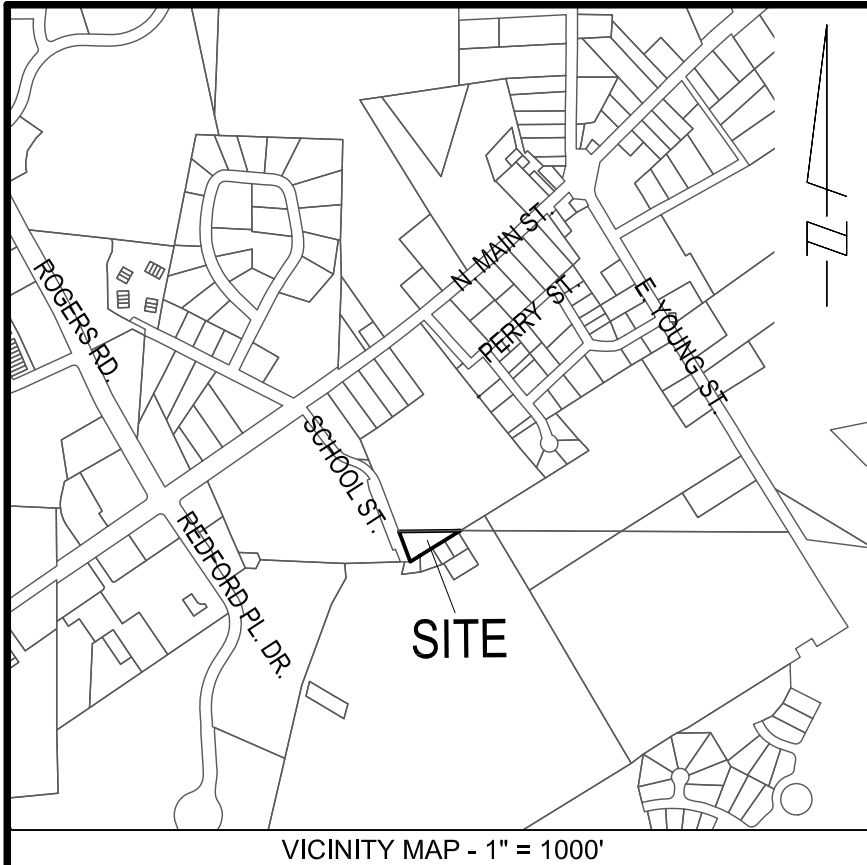 N MAIN ST.
PERRY ST.
ROGERS RD.
E YOUNG ST.
SCHOOL ST.
REDFORD PL. DR.
SITE
N
VICINITY MAP - 1" = 1000'